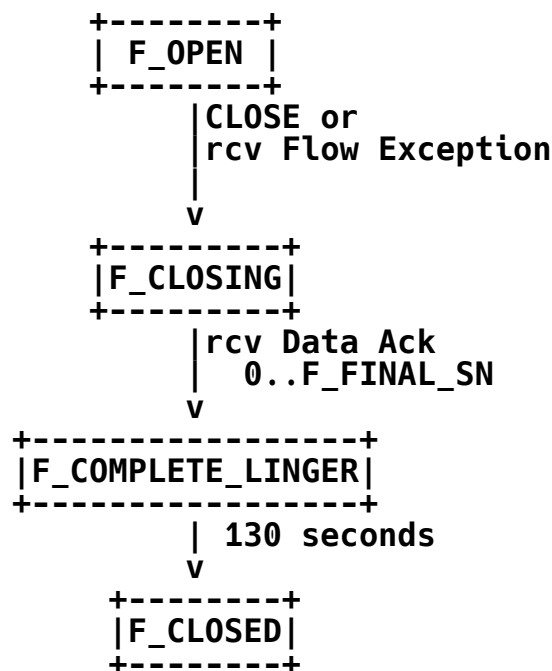 +--------+
| F_OPEN |
+--------+
|CLOSE or
|rcv Flow Exception
|
v
+---------+
|F_CLOSING|
+---------+
|rcv Data Ack
|  0..F_FINAL_SN
v
+-----------------+
|F_COMPLETE_LINGER|
+-----------------+
| 130 seconds
v
+--------+
|F_CLOSED|
+--------+